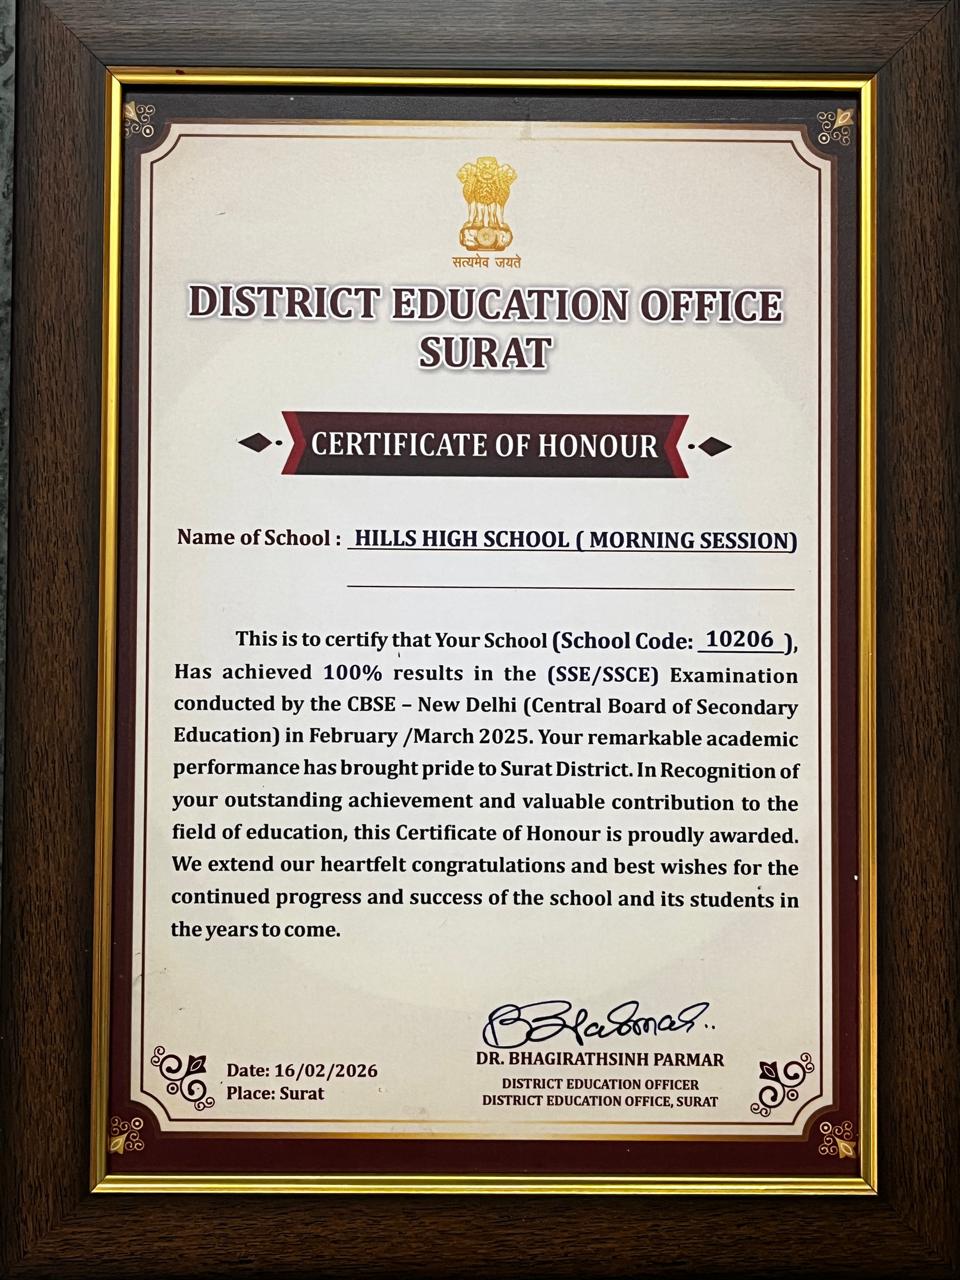 सत्यमेव जयते
DISTRICT EDUCATION OFFICE
SURAT
CERTIFICATE OF HONOUR
Name of School : HILLS HIGH SCHOOL ( MORNING SESSION)
This is to certify that Your School (School Code: 10206 ),
Has achieved 100% results in the (SSE/SSCE) Examination
conducted by the CBSE – New Delhi (Central Board of Secondary
Education) in February /March 2025. Your remarkable academic
performance has brought pride to Surat District. In Recognition of
your outstanding achievement and valuable contribution to the
field of education, this Certificate of Honour is proudly awarded.
We extend our heartfelt congratulations and best wishes for the
continued progress and success of the school and its students in
the years to come.
DR. BHAGIRATHSINH PARMAR
DISTRICT EDUCATION OFFICER
DISTRICT EDUCATION OFFICE, SURAT
Date: 16/02/2026
Place: Surat